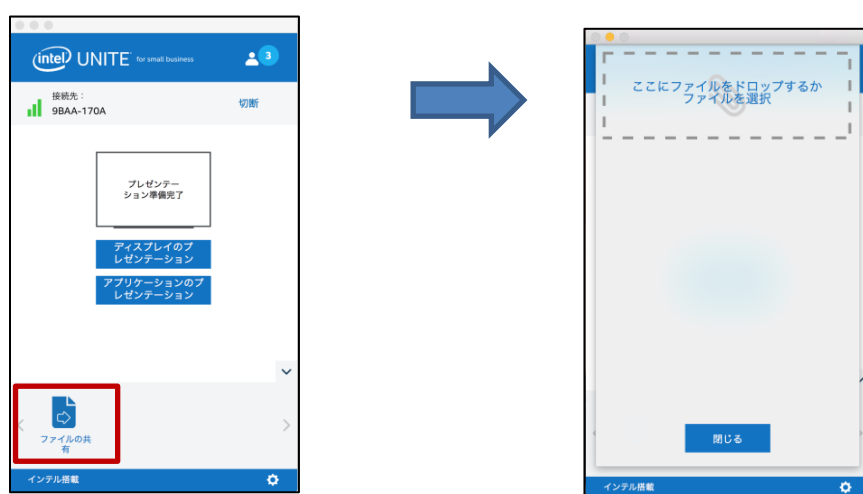 intel UNITE for small business
3
接続先：
9BAA-170A
切断
プレゼンテー
ション準備完了
ディスプレイのプ
レゼンテーション
アプリケーションのプ
レゼンテーション
ファイルの共
有
インテル搭載
ここにファイルをドロップするか
ファイルを選択
閉じる
インテル搭載